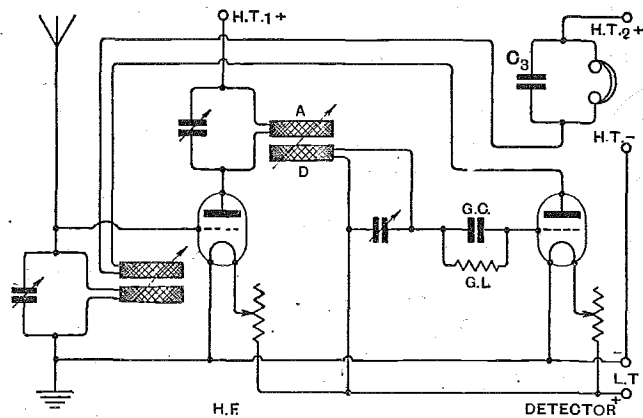 H.T.1+
H.T.2+
C3
A
H.T.-
D
G.C.
G.L.
-
L.T
+
H.F.
DETECTOR